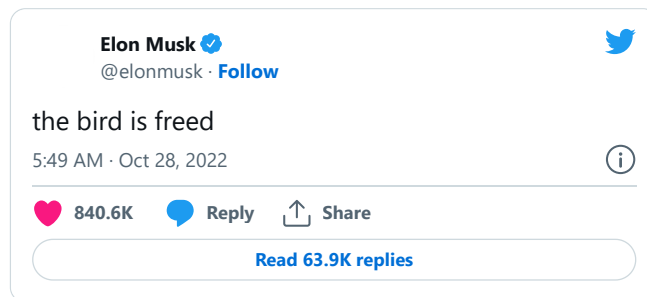 Elon Musk
@elonmusk · Follow
the bird is freed
5:49 AM · Oct 28, 2022
840.6K Reply Share
Read 63.9K replies